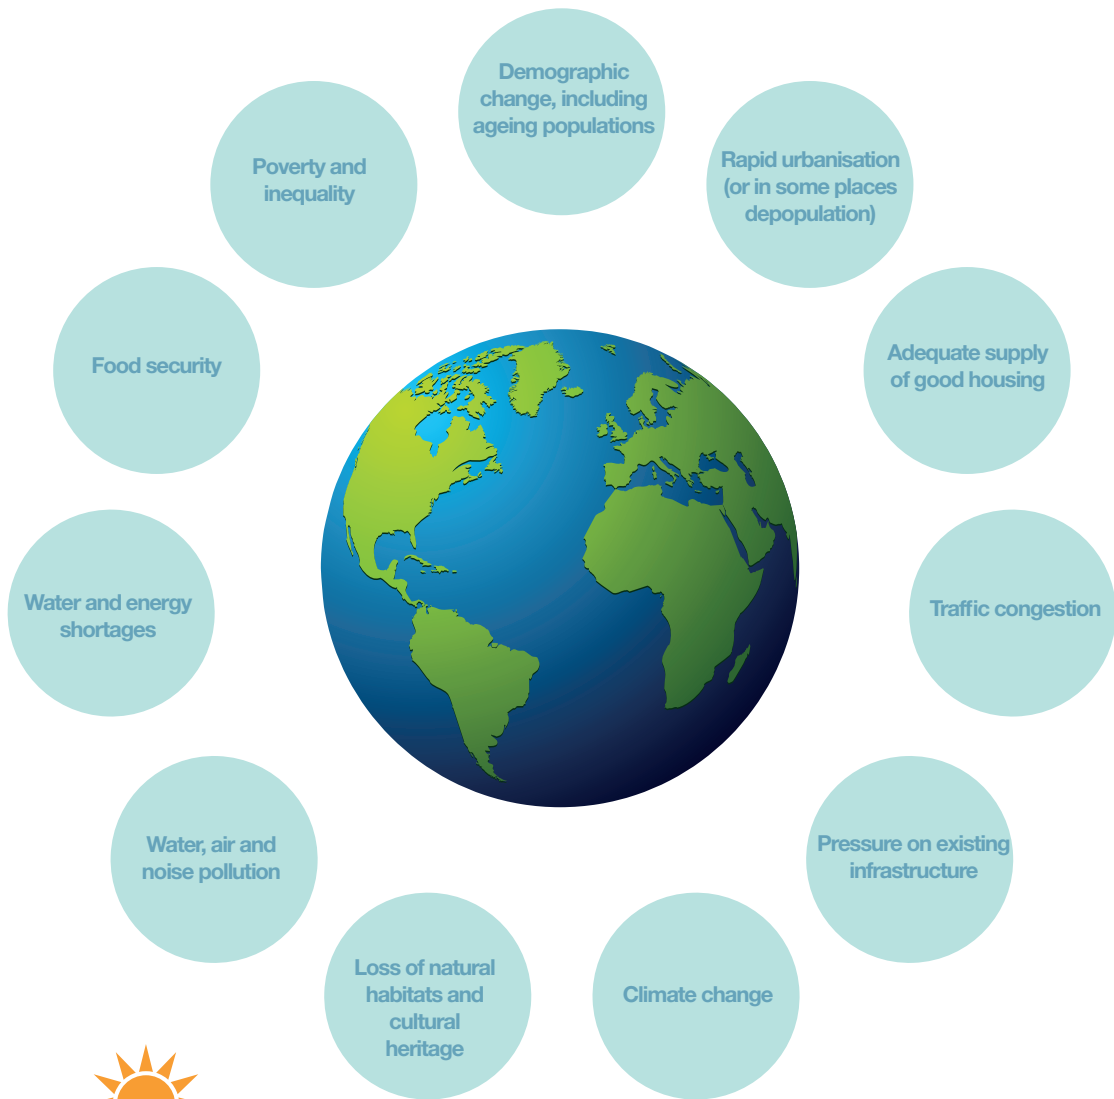 Demographic
change, including
ageing populations
Rapid urbanisation
(or in some places
depopulation)
Adequate supply
of good housing
Traffic congestion
Pressure on existing
infrastructure
Climate change
Loss of natural
habitats and
cultural
heritage
Water, air and
noise pollution
Water and energy
shortages
Food security
Poverty and
inequality